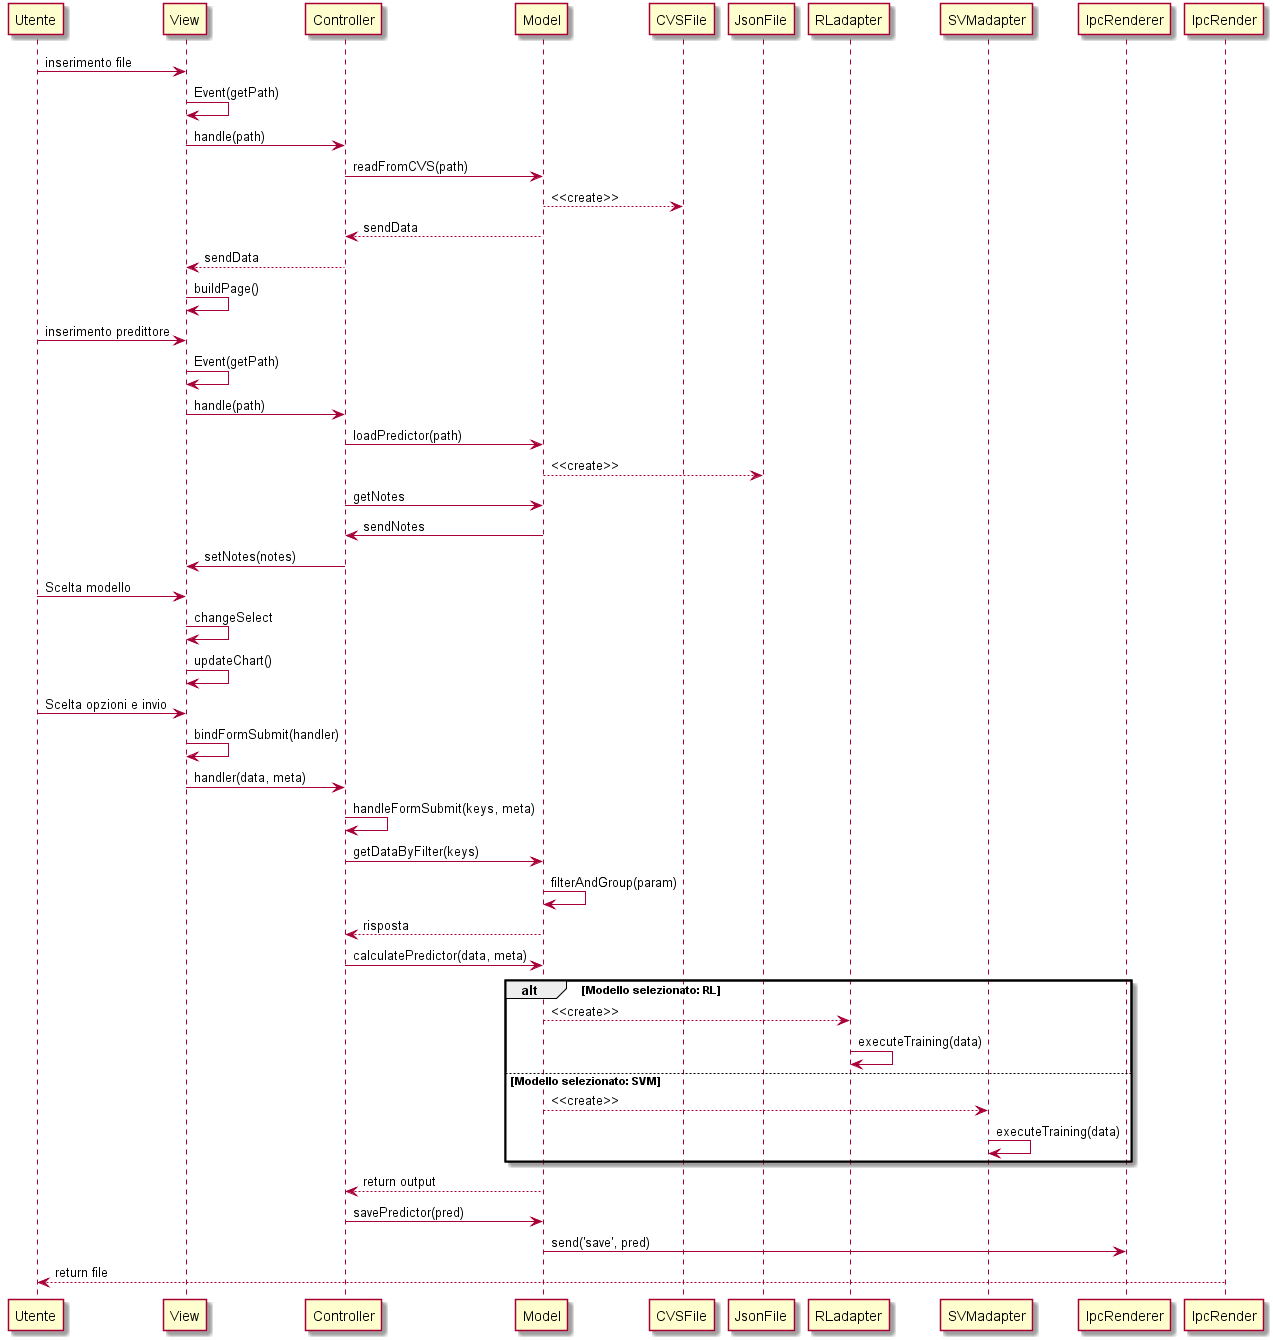 Utente
View
Controller
Model
CVSFile
JsonFile
RLadapter
SVMadapter
IpcRenderer
IpcRender
inserimento file
Event(getPath)
handle(path)
readFromCVS(path)
<<create>>
sendData
sendData
buildPage()
inserimento predittore
Event(getPath)
handle(path)
loadPredictor(path)
<<create>>
getNotes
sendNotes
setNotes(notes)
Scelta modello
changeSelect
updateChart()
Scelta opzioni e invio
bindFormSubmit(handler)
handler(data, meta)
handleFormSubmit(keys, meta)
getDataByFilter(keys)
filterAndGroup(param)
risposta
calculatePredictor(data, meta)
alt [Modello selezionato: RL]
<<create>>
executeTraining(data)
[Modello selezionato: SVM]
<<create>>
executeTraining(data)
return output
savePredictor(pred)
send('save', pred)
return file
Utente
View
Controller
Model
CVSFile
JsonFile
RLadapter
SVMadapter
IpcRenderer
IpcRender